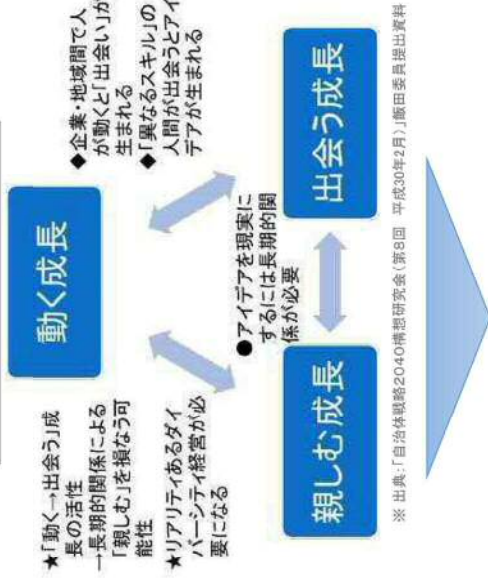 動く成長
◆企業・地域間で人
が動くと「出会い」が
生まれる
◆「異なるスキル」の
人間が出会うとアイ
デアが生まれる
★「動く→出会う」成
長の活性
→長期的関係による
「親しむ」を損なう可
能性
★リアリティあるダイ
バーシティ経営が必
要になる
●アイデアを現実に
するには長期的関
係が必要
親しむ成長
出会う成長
※ 出典：「自治体戦略2040構想研究会（第8回　平成30年2月）」飯田委員提出資料